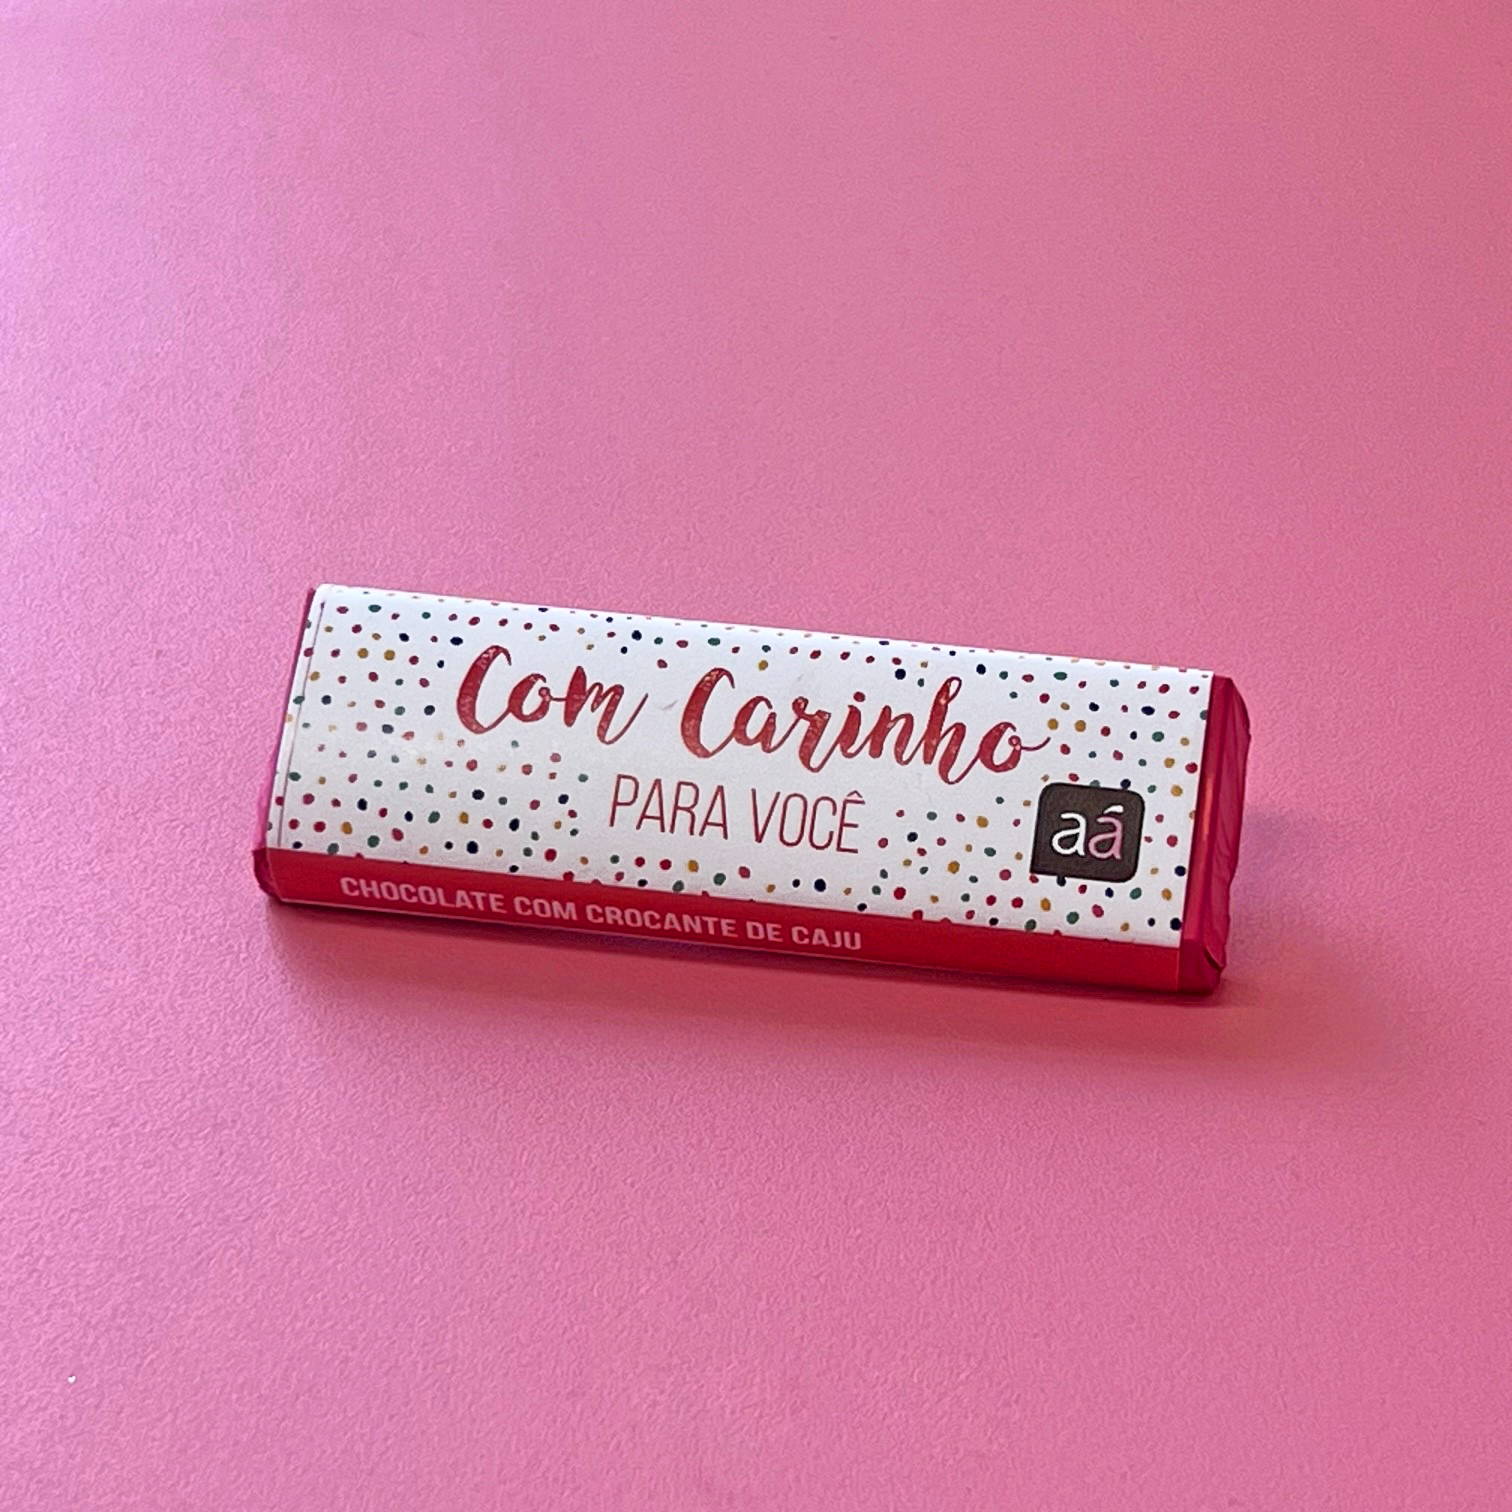 Com Carinho
PARA VOCÊ
aá
CHOCOLATE COM CROCANTE DE CAJU